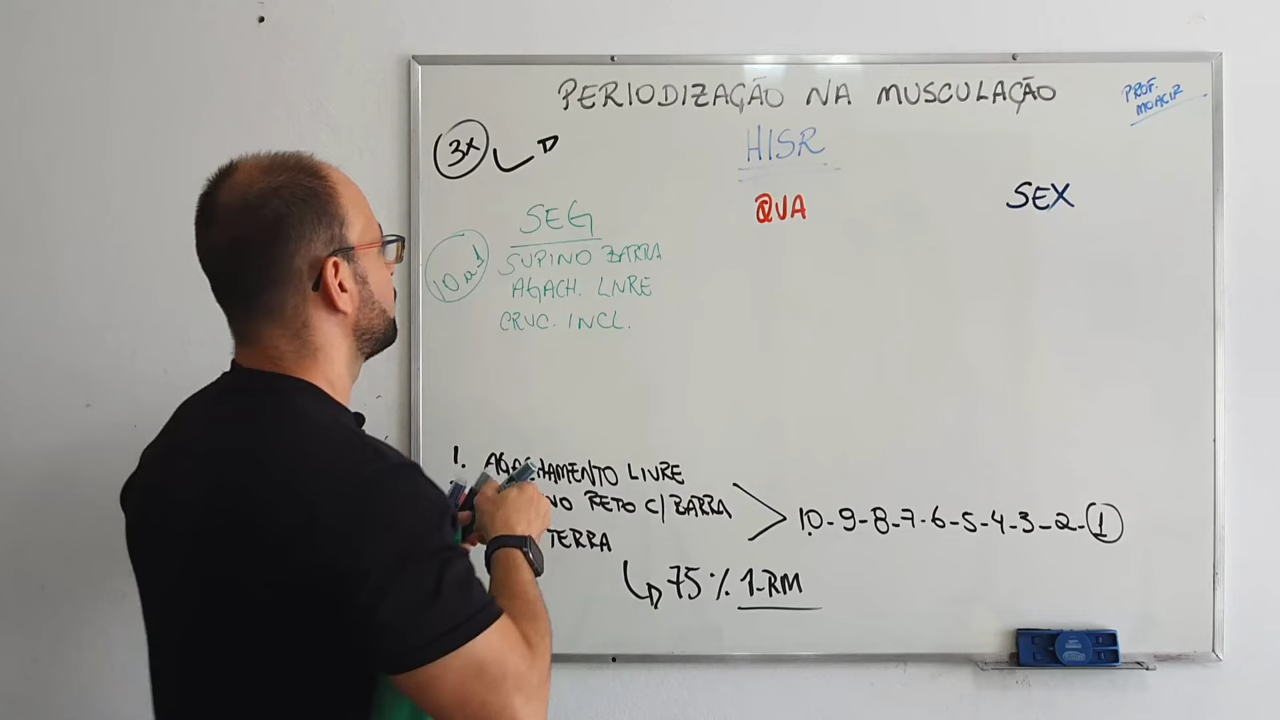 PERIODIZAÇÃO NA MUSCULAÇÃO
PROF. MOACIR
3X
HISR
SEG
QUA
SEX
SUPINO BARRA
AGACH. LIVRE
CRUC. INCL.
1. AGACHAMENTO LIVRE
RETO C/ BARRA
TERRA
10-9-8-7-6-5-4-3-2-1
75% 1-RM